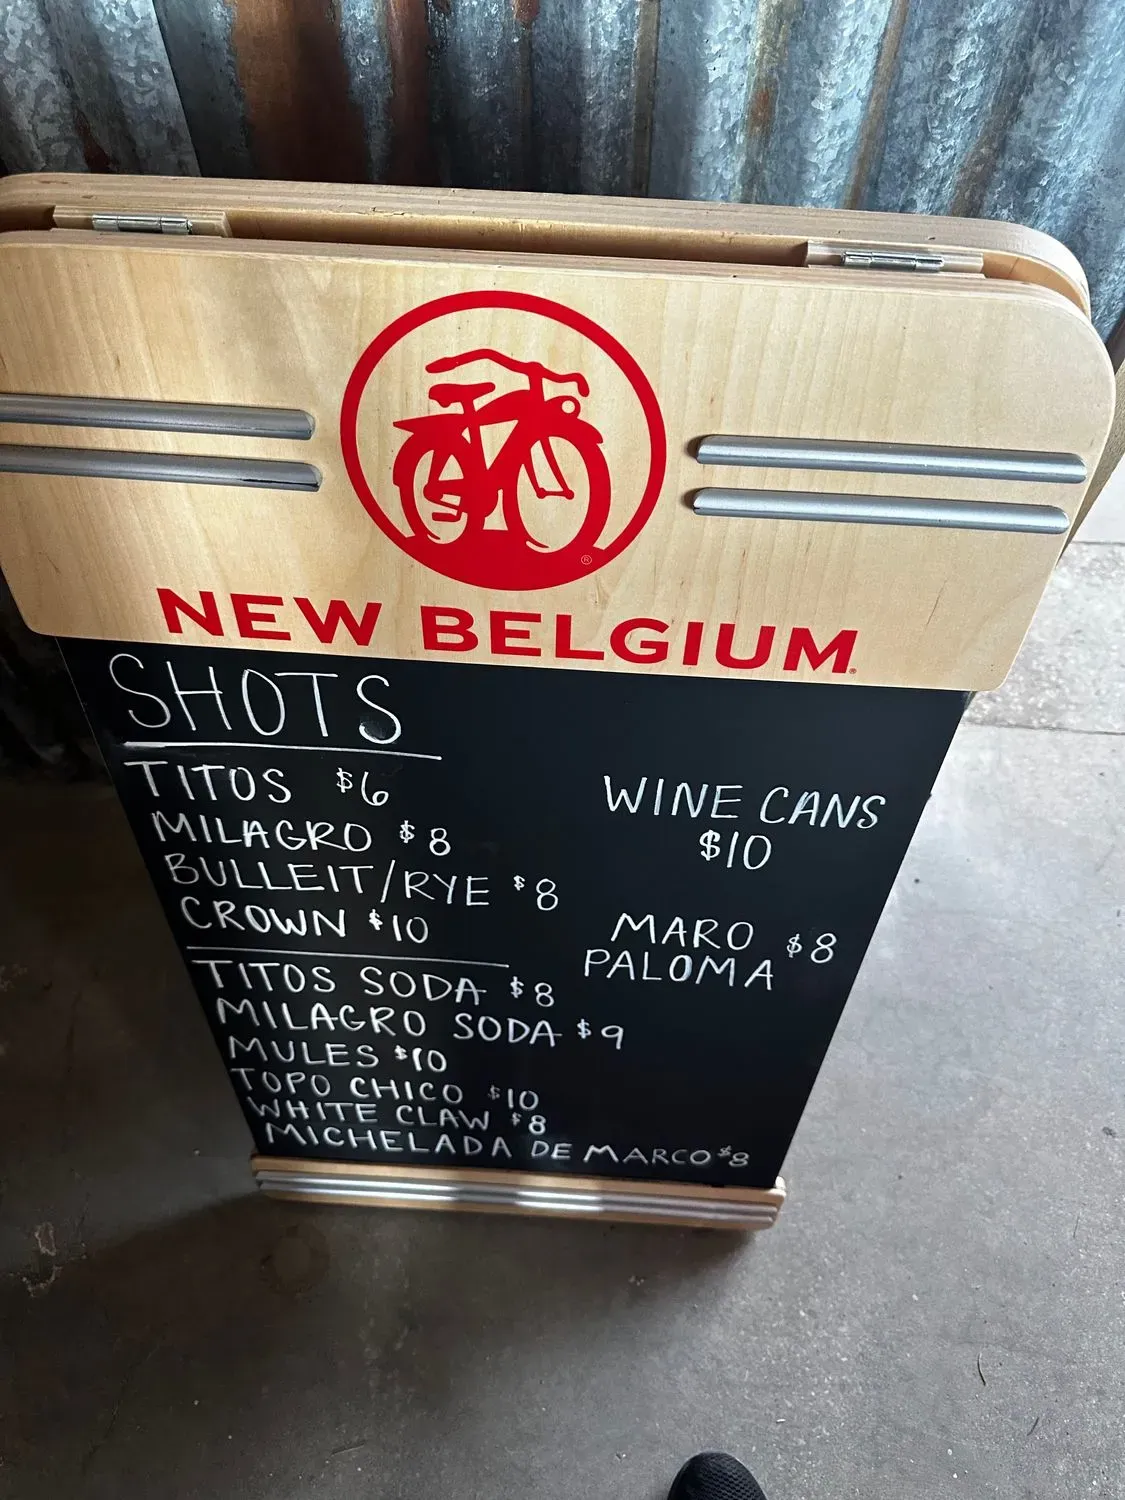 NEW BELGIUM
SHOTS
TITOS $6
MILAGRO $8
BULLEIT/RYE $8
CROWN $10
TITOS SODA $8
MILAGRO SODA $9
MULES $10
TOPO CHICO $10
WHITE CLAW $8
MICHELADA DE MARCO $8
WINE CANS
$10
MARO $8
PALOMA